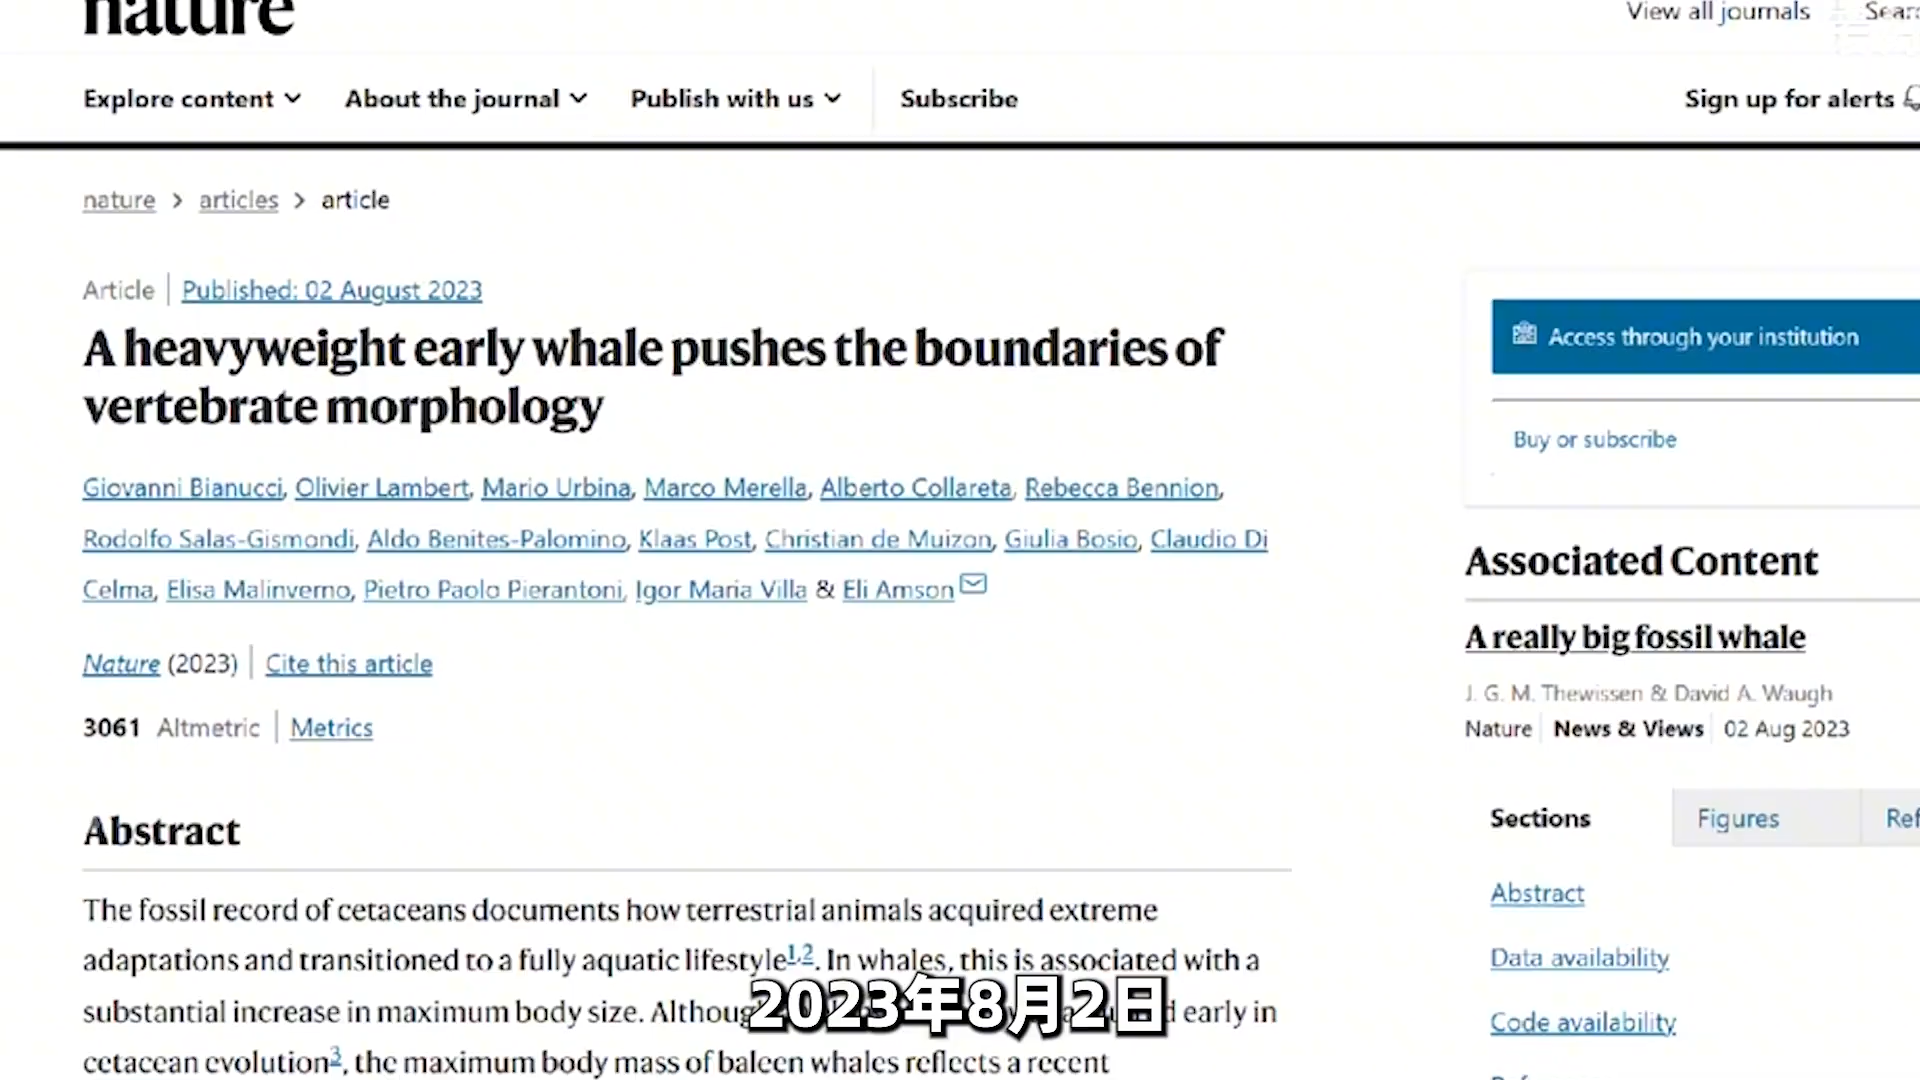 nature
View all journals
Explore content
About the journal
Publish with us
Subscribe
Sign up for alerts
nature > articles > article
Article | Published: 02 August 2023
A heavyweight early whale pushes the boundaries of
vertebrate morphology
Giovanni Bianucci, Olivier Lambert, Mario Urbina, Marco Merella, Alberto Collareta, Rebecca Bennion,
Rodolfo Salas-Gismondi, Aldo Benites-Palomino, Klaas Post, Christian de Muizon, Giulia Bosio, Claudio Di
Celma, Elisa Malinverno, Pietro Paolo Pierantoni, Igor Maria Villa & Eli Amson
Nature (2023) | Cite this article
3061 Altmetric | Metrics
Abstract
The fossil record of cetaceans documents how terrestrial animals acquired extreme
adaptations and transitioned to a fully aquatic lifestyle1,2. In whales, this is associated with a
substantial increase in maximum body size. early in
cetacean evolution3, the maximum body mass of baleen whales reflects a recent
2023年8月2日
Access through your institution
Buy or subscribe
Associated Content
A really big fossil whale
J. G. M. Thewissen & David A. Waugh
Nature | News & Views | 02 Aug 2023
Sections
Figures
Abstract
Data availability
Code availability